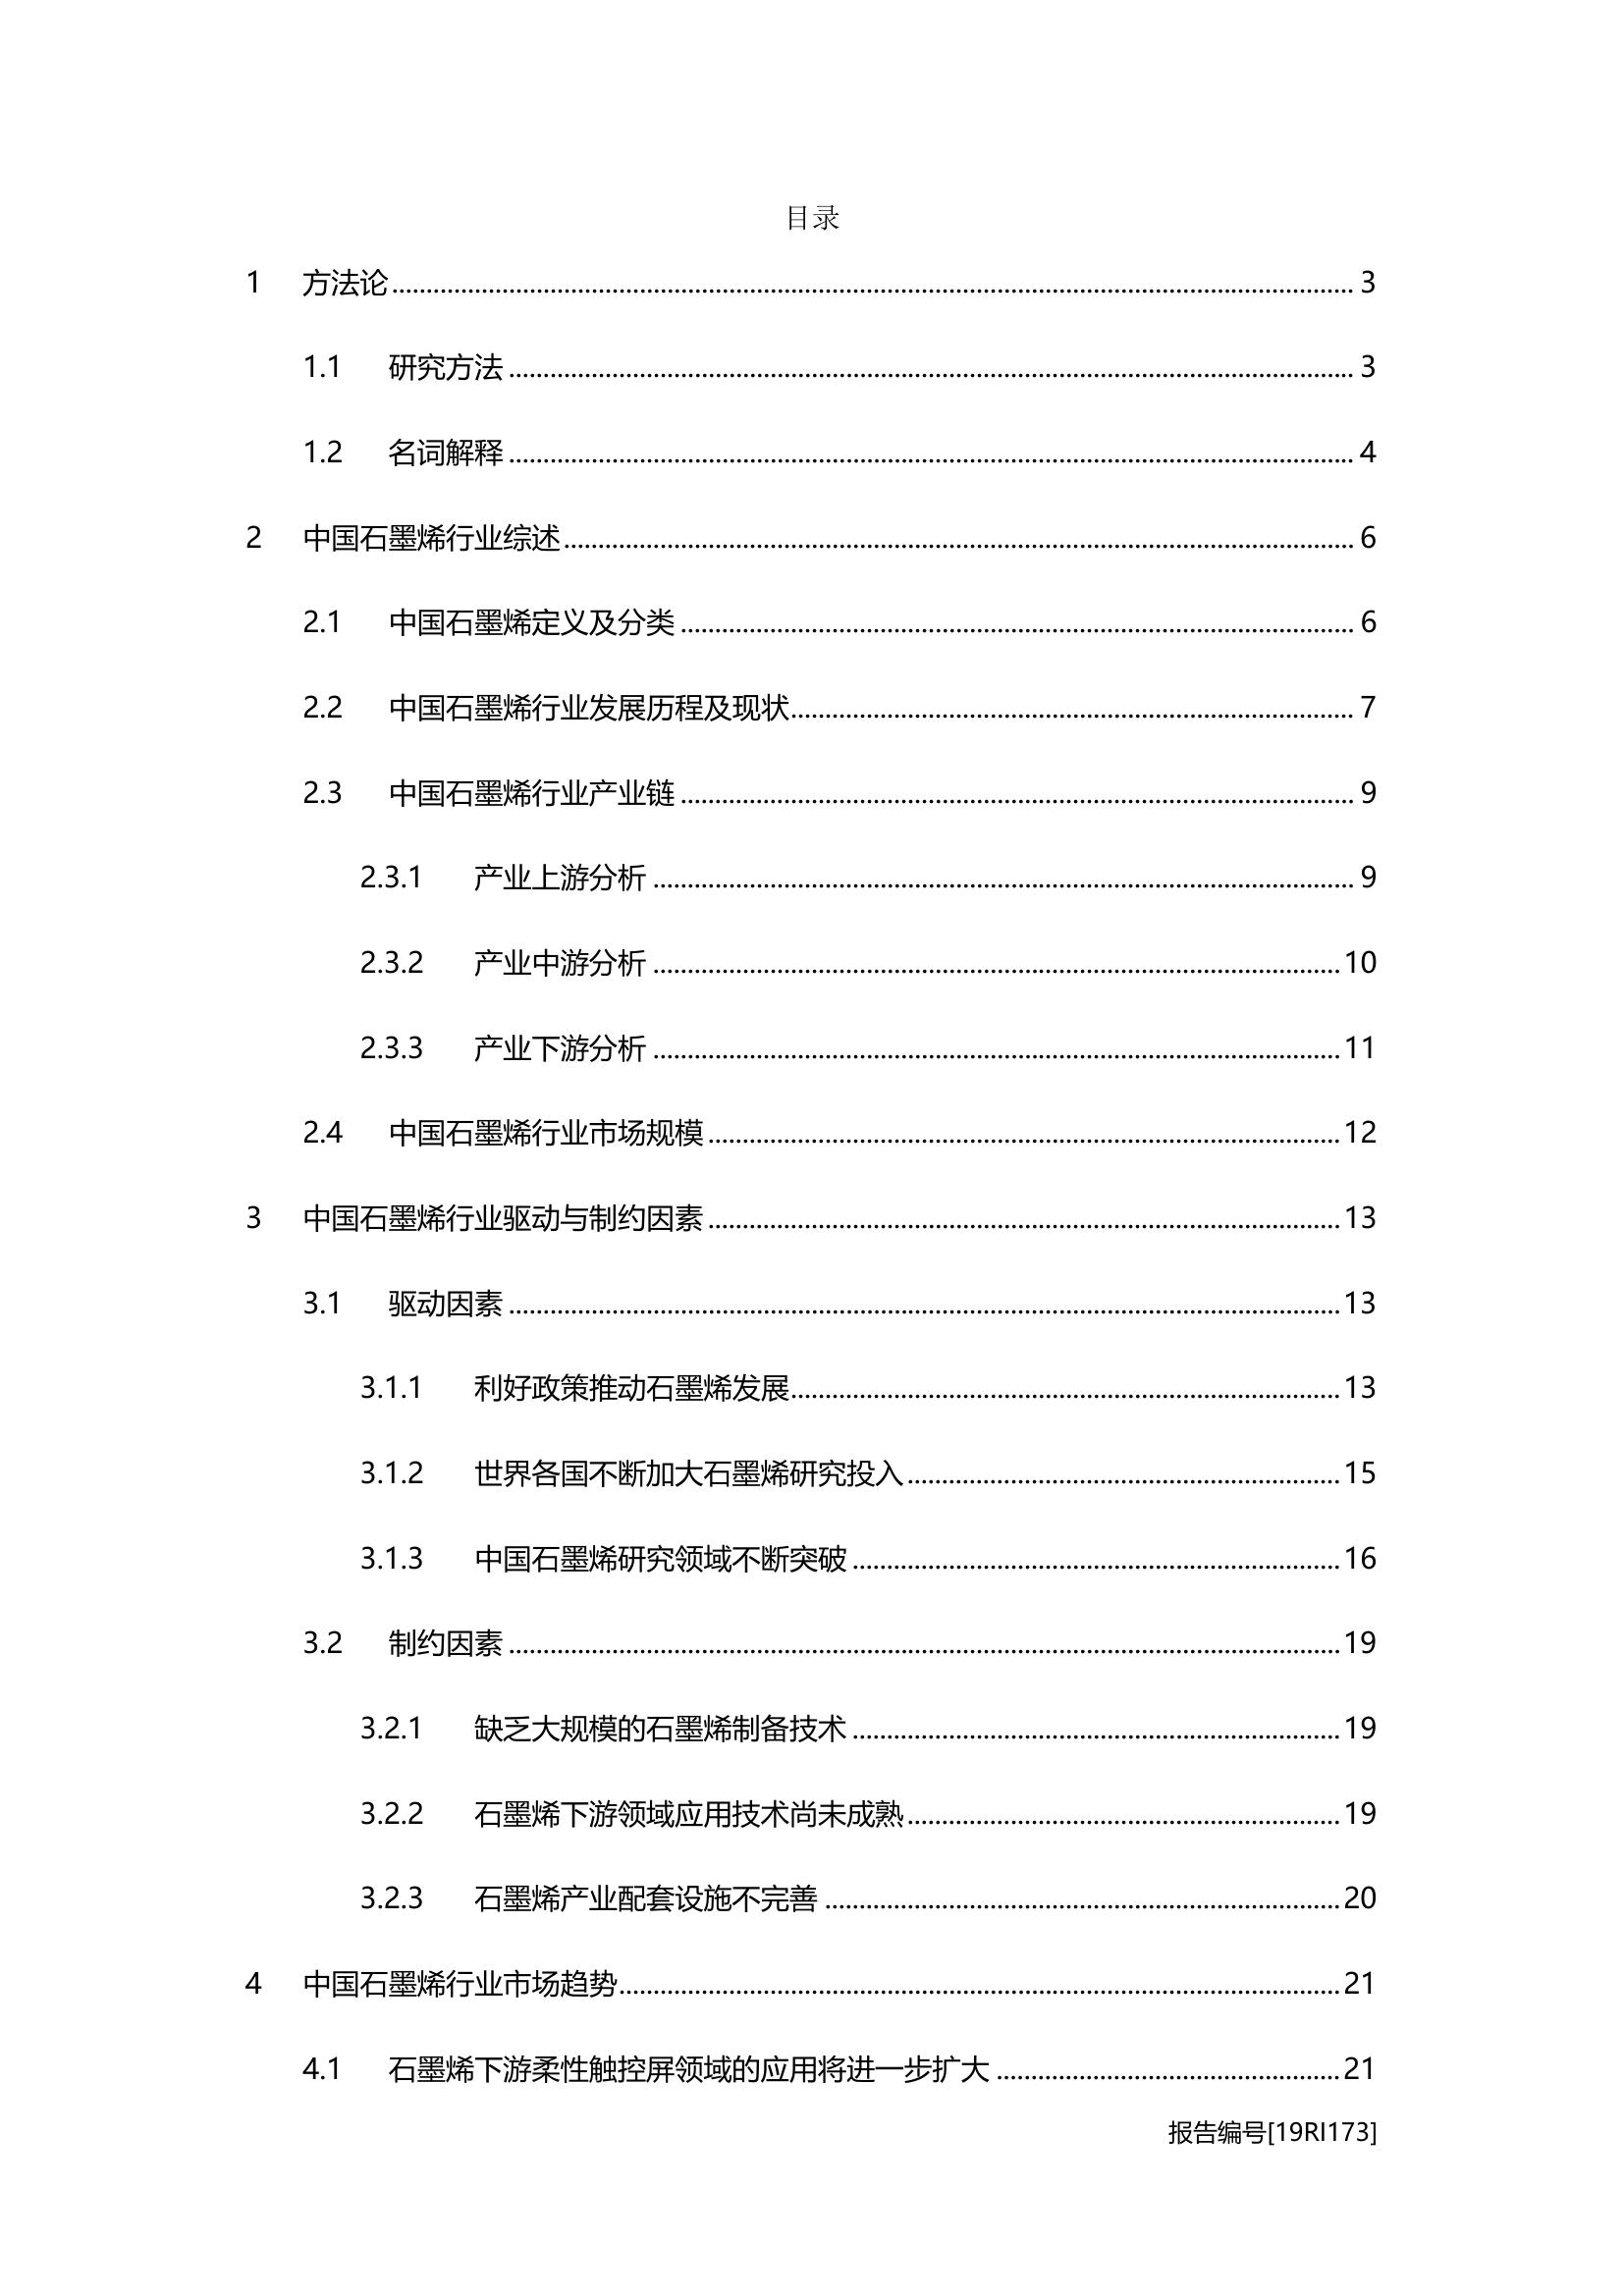 目录
1 方法论 3
1.1 研究方法 3
1.2 名词解释 4
2 中国石墨烯行业综述 6
2.1 中国石墨烯定义及分类 6
2.2 中国石墨烯行业发展历程及现状 7
2.3 中国石墨烯行业产业链 9
2.3.1 产业上游分析 9
2.3.2 产业中游分析 10
2.3.3 产业下游分析 11
2.4 中国石墨烯行业市场规模 12
3 中国石墨烯行业驱动与制约因素 13
3.1 驱动因素 13
3.1.1 利好政策推动石墨烯发展 13
3.1.2 世界各国不断加大石墨烯研究投入 15
3.1.3 中国石墨烯研究领域不断突破 16
3.2 制约因素 19
3.2.1 缺乏大规模的石墨烯制备技术 19
3.2.2 石墨烯下游领域应用技术尚未成熟 19
3.2.3 石墨烯产业配套设施不完善 20
4 中国石墨烯行业市场趋势 21
4.1 石墨烯下游柔性触控屏领域的应用将进一步扩大 21
报告编号[19RI173]